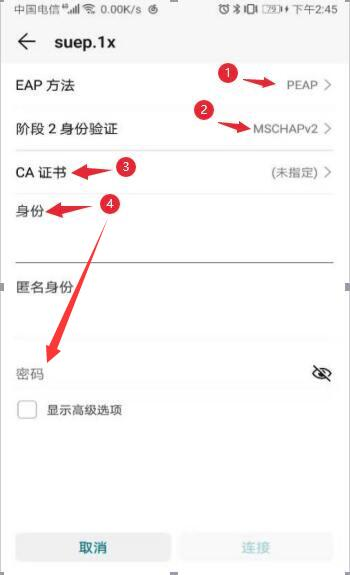 中国电信 4G 0.00K/s 79 下午2:45
← suep.1x
EAP 方法 1 PEAP >
阶段 2 身份验证 2 MSCHAPv2 >
CA 证书 3 (未指定) >
身份 4
匿名身份
密码
显示高级选项
取消 连接